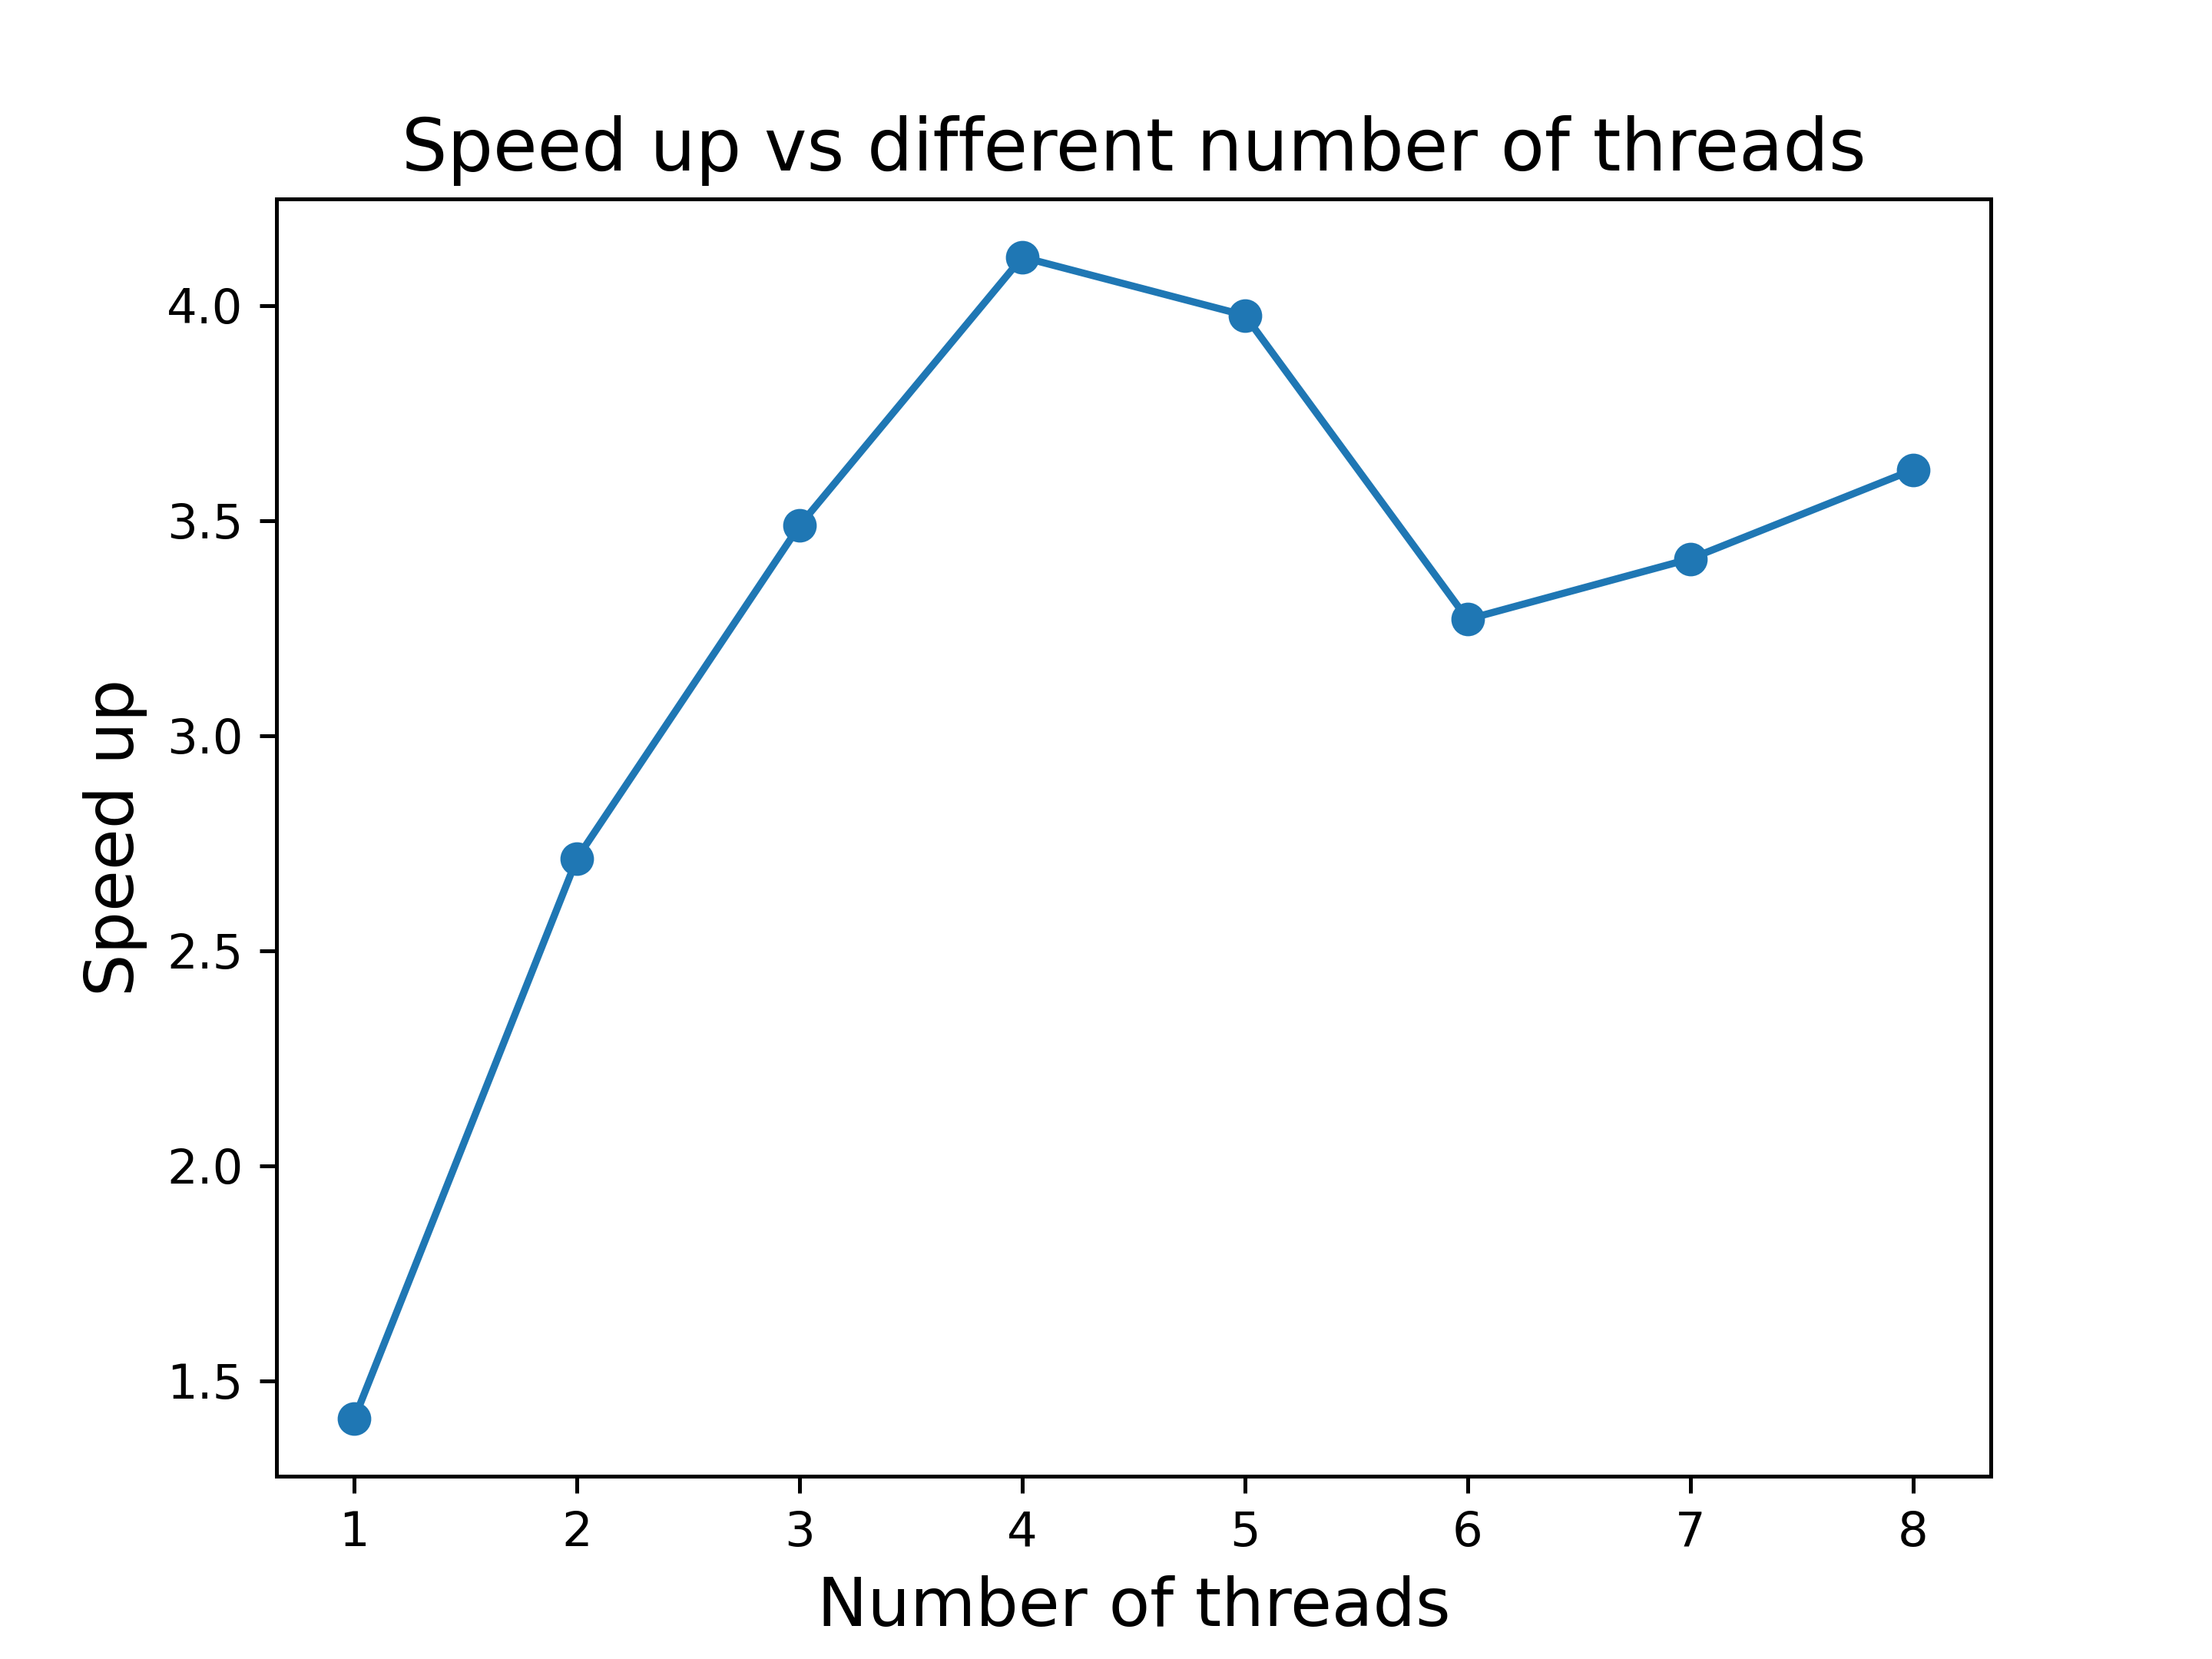 Speed up vs different number of threads
Speed up
4.0
3.5
3.0
2.5
2.0
1.5
1 2 3 4 5 6 7 8
Number of threads